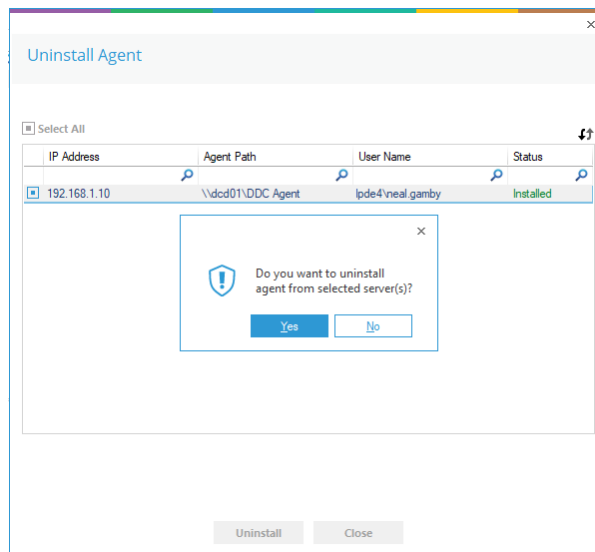 Uninstall Agent
Select All
IP Address Agent Path User Name Status
192.168.1.10 \\dcd01\DDC Agent lpde4\neal.gamby Installed
Do you want to uninstall
agent from selected server(s)?
Yes No
Uninstall Close